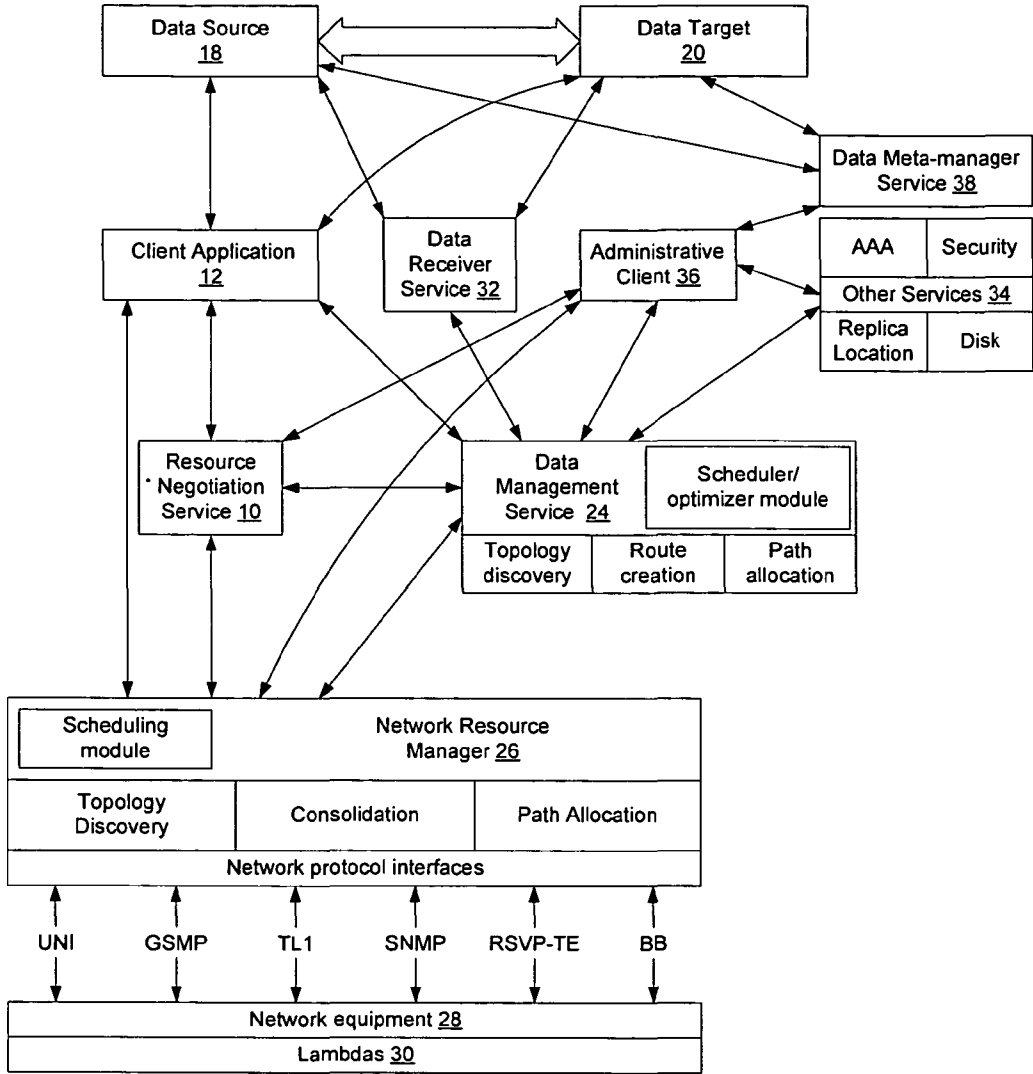 Data Source
18
Data Target
20
Data Meta-manager
Service 38
Client Application
12
Data
Receiver
Service 32
Administrative
Client 36
AAA
Security
Other Services 34
Replica
Location
Disk
Resource
Negotiation
Service 10
Data
Management
Service 24
Scheduler/
optimizer module
Topology
discovery
Route
creation
Path
allocation
Scheduling
module
Network Resource
Manager 26
Topology
Discovery
Consolidation
Path Allocation
Network protocol interfaces
UNI
GSMP
TL1
SNMP
RSVP-TE
BB
Network equipment 28
Lambdas 30